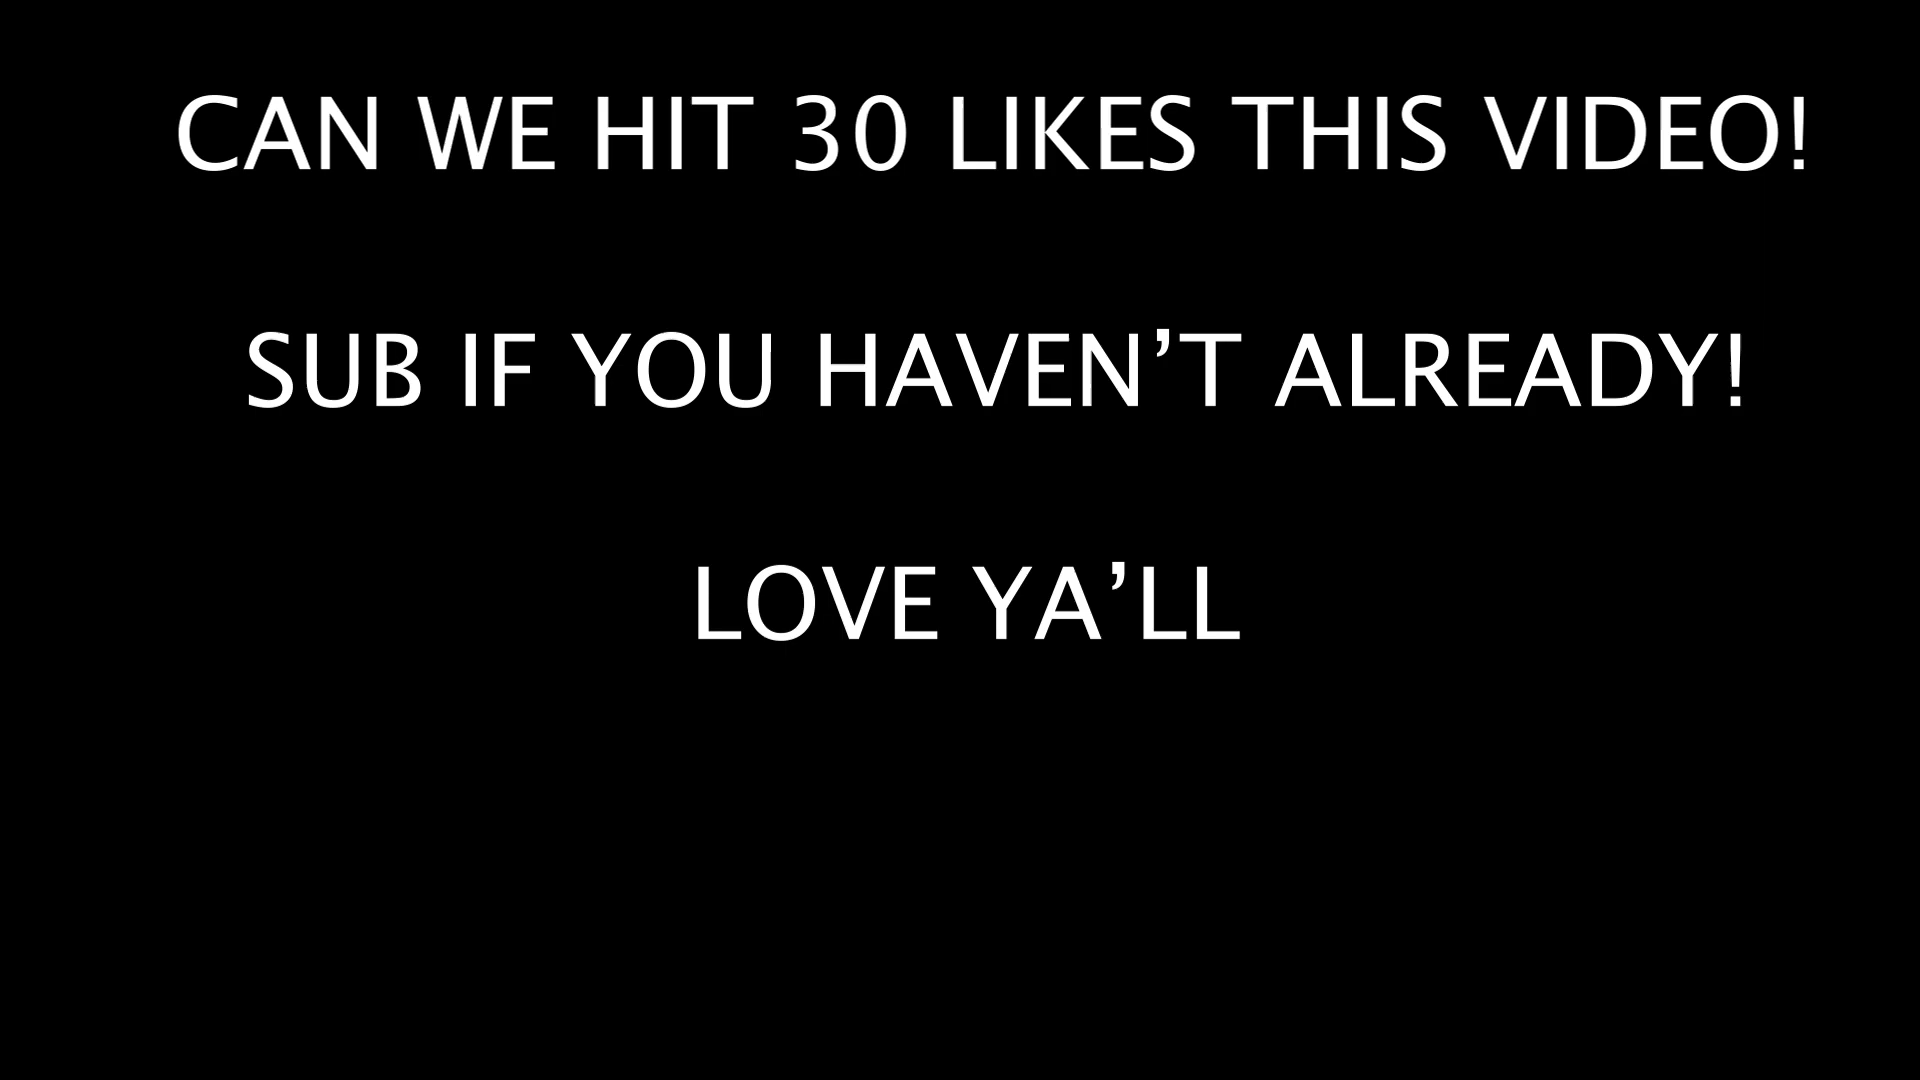 CAN WE HIT 30 LIKES THIS VIDEO!
SUB IF YOU HAVEN’T ALREADY!
LOVE YA’LL